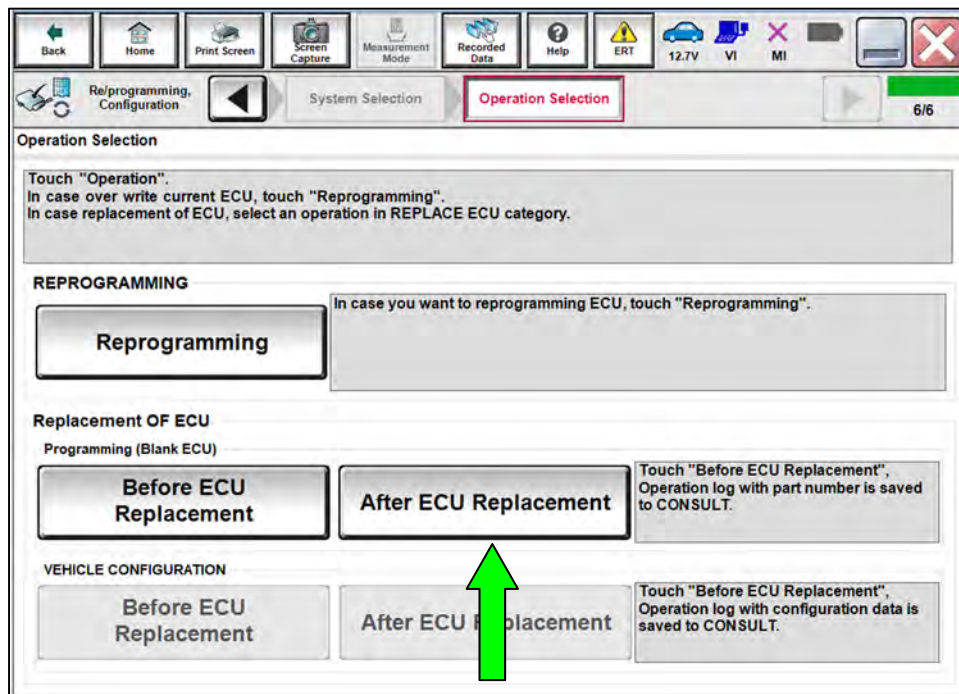 Back
Home
Print Screen
Screen Capture
Measurement Mode
Recorded Data
Help
ERT
12.7V
VI
MI
Re/programming, Configuration
System Selection
Operation Selection
6/6
Operation Selection
Touch "Operation".
In case over write current ECU, touch "Reprogramming".
In case replacement of ECU, select an operation in REPLACE ECU category.
REPROGRAMMING
Reprogramming
In case you want to reprogramming ECU, touch "Reprogramming".
Replacement OF ECU
Programming (Blank ECU)
Before ECU
Replacement
After ECU Replacement
Touch "Before ECU Replacement",
Operation log with part number is saved
to CONSULT.
VEHICLE CONFIGURATION
Before ECU
Replacement
After ECU Replacement
Touch "Before ECU Replacement",
Operation log with configuration data is
saved to CONSULT.